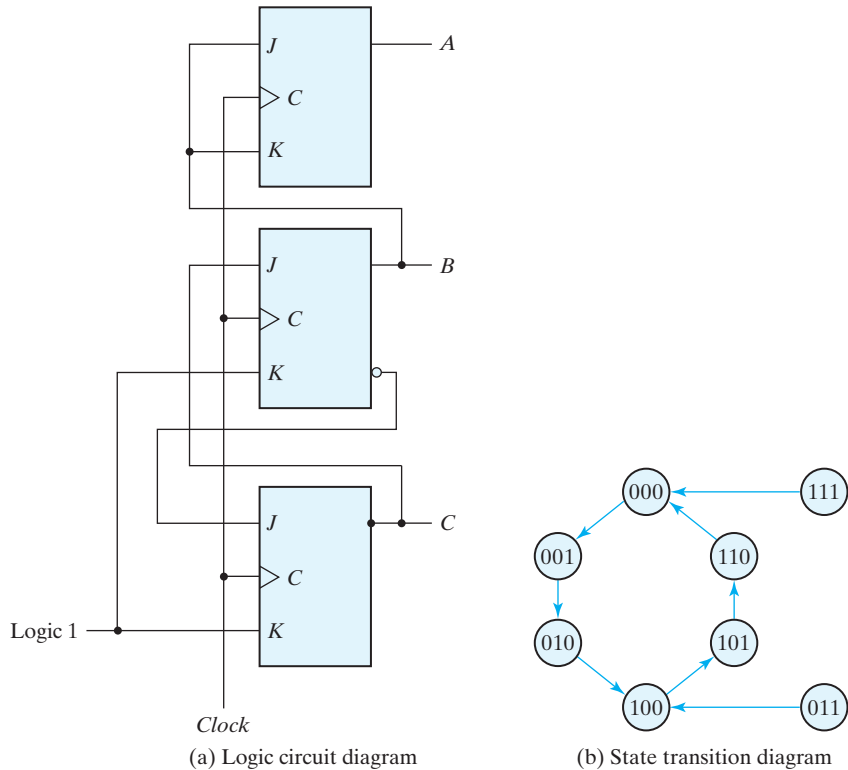 J
A
C
K
J
B
C
K
J
C
C
K
Logic 1
Clock
(a) Logic circuit diagram
000
111
001
110
010
101
100
011
(b) State transition diagram